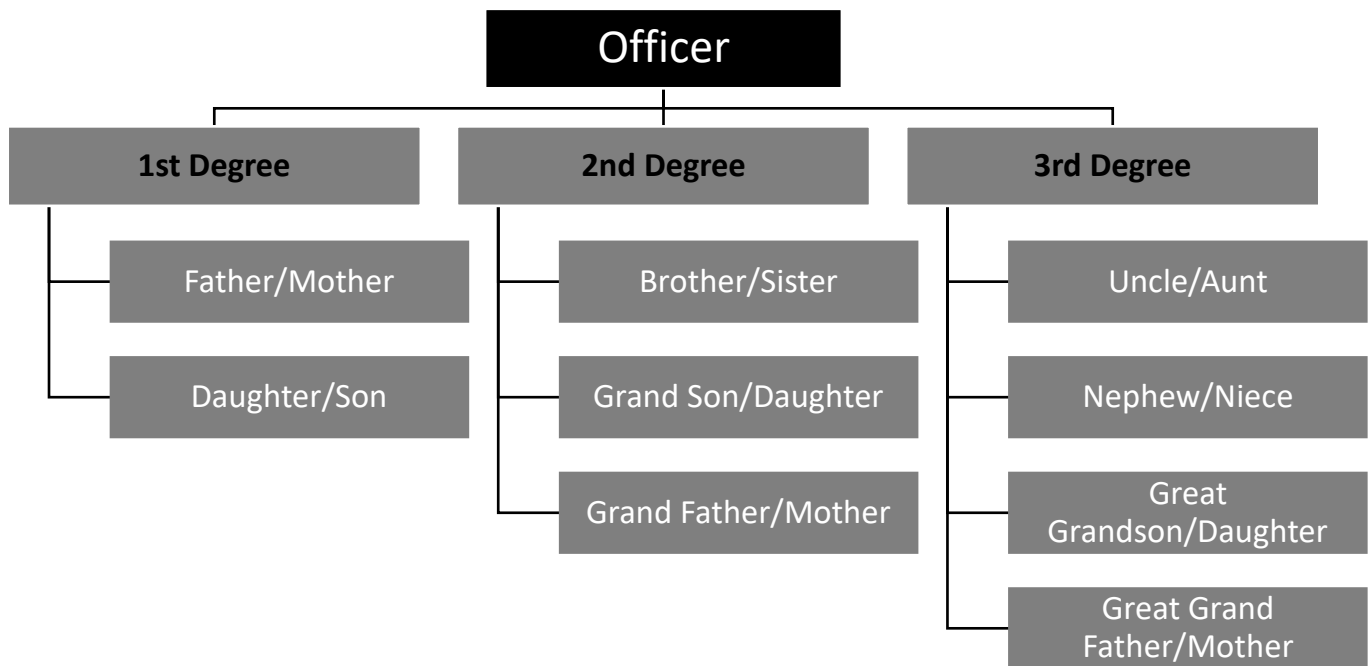 Officer
1st Degree
Father/Mother
Daughter/Son
2nd Degree
Brother/Sister
Grand Son/Daughter
Grand Father/Mother
3rd Degree
Uncle/Aunt
Nephew/Niece
Great
Grandson/Daughter
Great Grand
Father/Mother